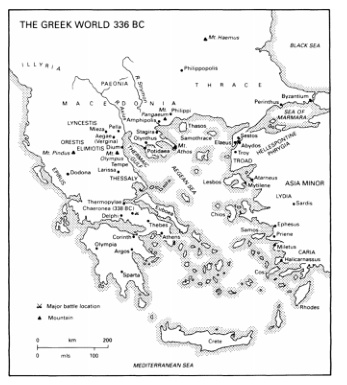 THE GREEK WORLD 336 BC
Mt. Haemus
BLACK SEA
ILLYRIA
Philippopolis
PAEONIA
R. Strymon
THRACE
Byzantium
Perinthus
MACEDONIA
Mt. Philippi
Pangaeum
Amphipolis
SEA OF
MARMARA
LYNCESTIS
Pella
Mieza
Stagira
Thasos
Aegae
(Vergina)
Olynthus
Samothrace
Sestos
ORESTIS
ELIMIOTIS
Dium
Potidaea
Mt.
Athos
Elaeus
Abydos
HELLESPONTINE
PHRYGIA
Mt. Pindus
Mt
Olympus
THERMAIC
GULF
Troy
Tempe
TROAD
Dodona
Larissa
AEGEAN SEA
EPIRUS
THESSALY
Lesbos
Atarneus
Mytilene
ASIA MINOR
Thermopylae
LYDIA
Chaeronea (338 BC)
Chios
Sardis
Delphi
Thebes
Ephesus
Corinth
Athens
Samos
Priene
Olympia
Argos
Miletus
CARIA
Halicarnassus
Cos
Sparta
Rhodes
Major battle location
Mountain
0 km 200
0 mls 100
Crete
MEDITERRANEAN SEA